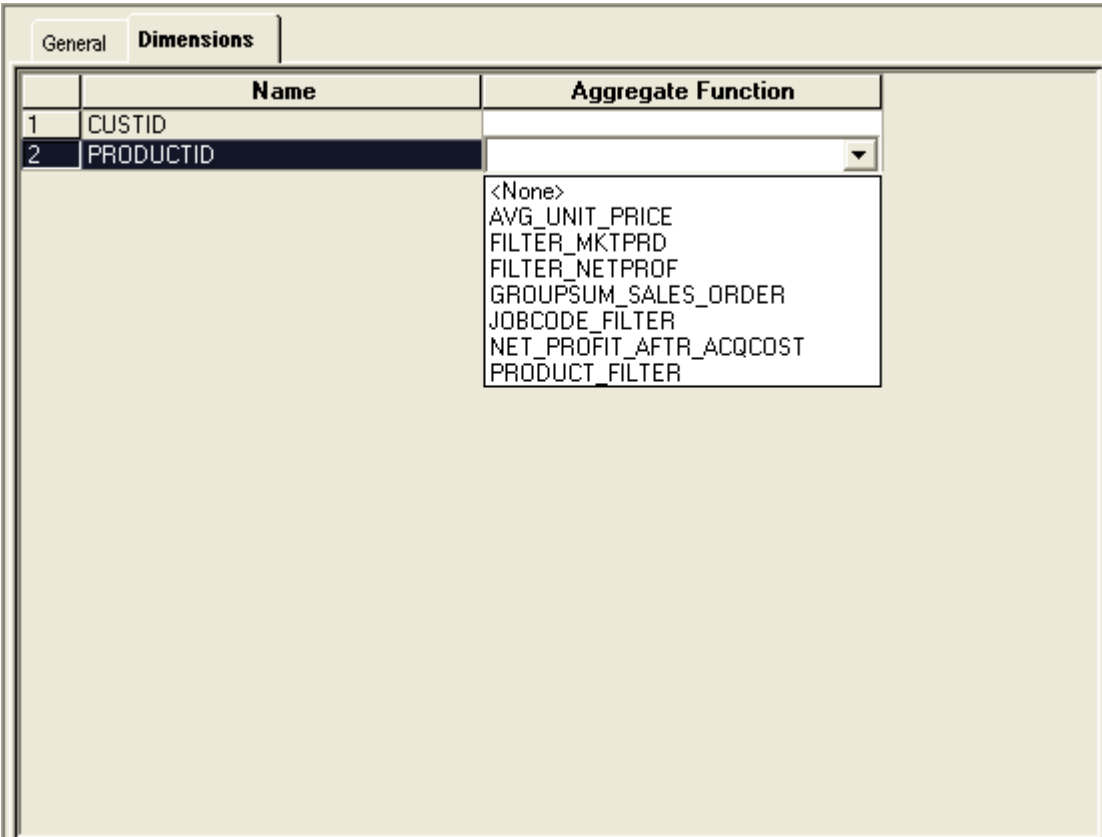 General Dimensions
Name Aggregate Function
1 CUSTID
2 PRODUCTID
<None>
AVG_UNIT_PRICE
FILTER_MKTPRD
FILTER_NETPROF
GROUPSUM_SALES_ORDER
JOBCODE_FILTER
NET_PROFIT_AFTR_ACQCOST
PRODUCT_FILTER